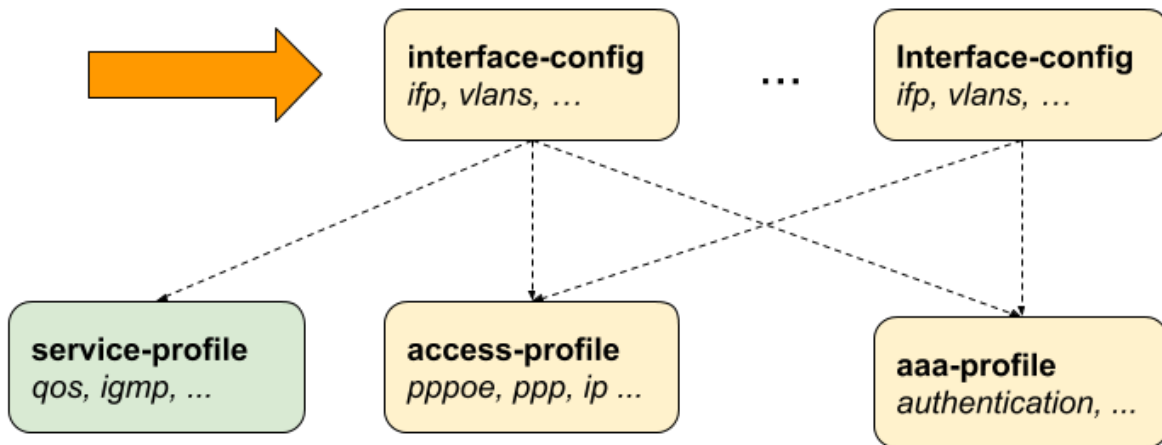 interface-config
ifp, vlans, …
...
Interface-config
ifp, vlans, …
service-profile
qos, igmp, ...
access-profile
pppoe, ppp, ip ...
aaa-profile
authentication, ...